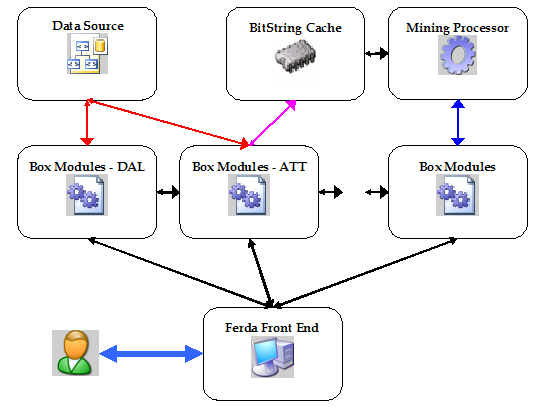 Data Source
BitString Cache
Mining Processor
Box Modules - DAL
Box Modules - ATT
Box Modules
Ferda Front End